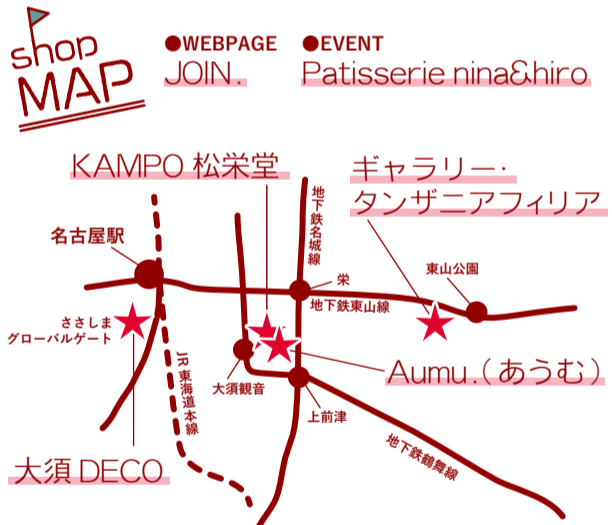 shop
MAP
●WEBPAGE
JOIN.
●EVENT
Patisserie nina&hiro
KAMPO 松栄堂
ギャラリー・
タンザニアフィリア
地下鉄名城線
名古屋駅
栄
東山公園
地下鉄東山線
ささしま
グローバルゲート
JR東海道本線
大須観音
Aumu.(あうむ)
上前津
地下鉄鶴舞線
大須 DECO